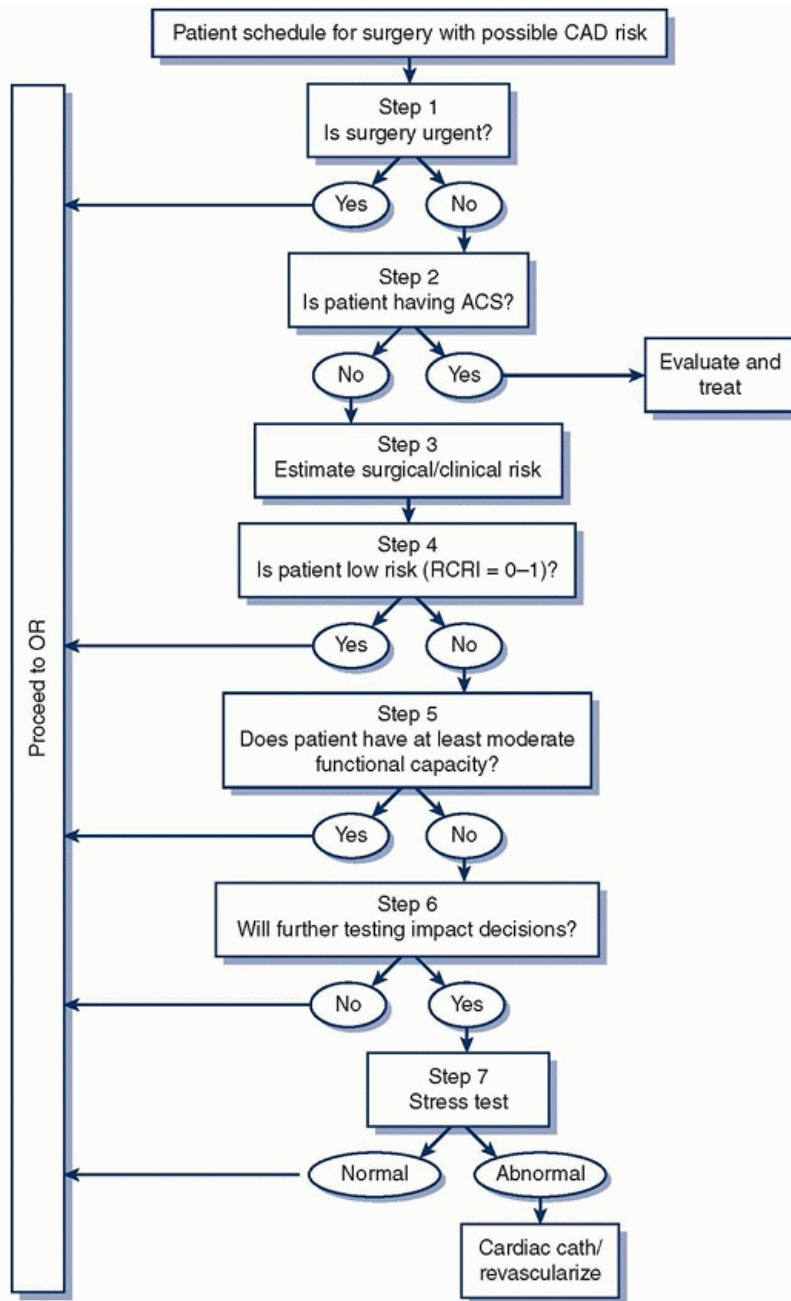 Patient schedule for surgery with possible CAD risk
Step 1
Is surgery urgent?
Yes
No
Step 2
Is patient having ACS?
No
Yes
Evaluate and
treat
Step 3
Estimate surgical/clinical risk
Step 4
Is patient low risk (RCRI = 0–1)?
Yes
No
Proceed to OR
Step 5
Does patient have at least moderate
functional capacity?
Yes
No
Step 6
Will further testing impact decisions?
No
Yes
Step 7
Stress test
Normal
Abnormal
Cardiac cath/
revascularize